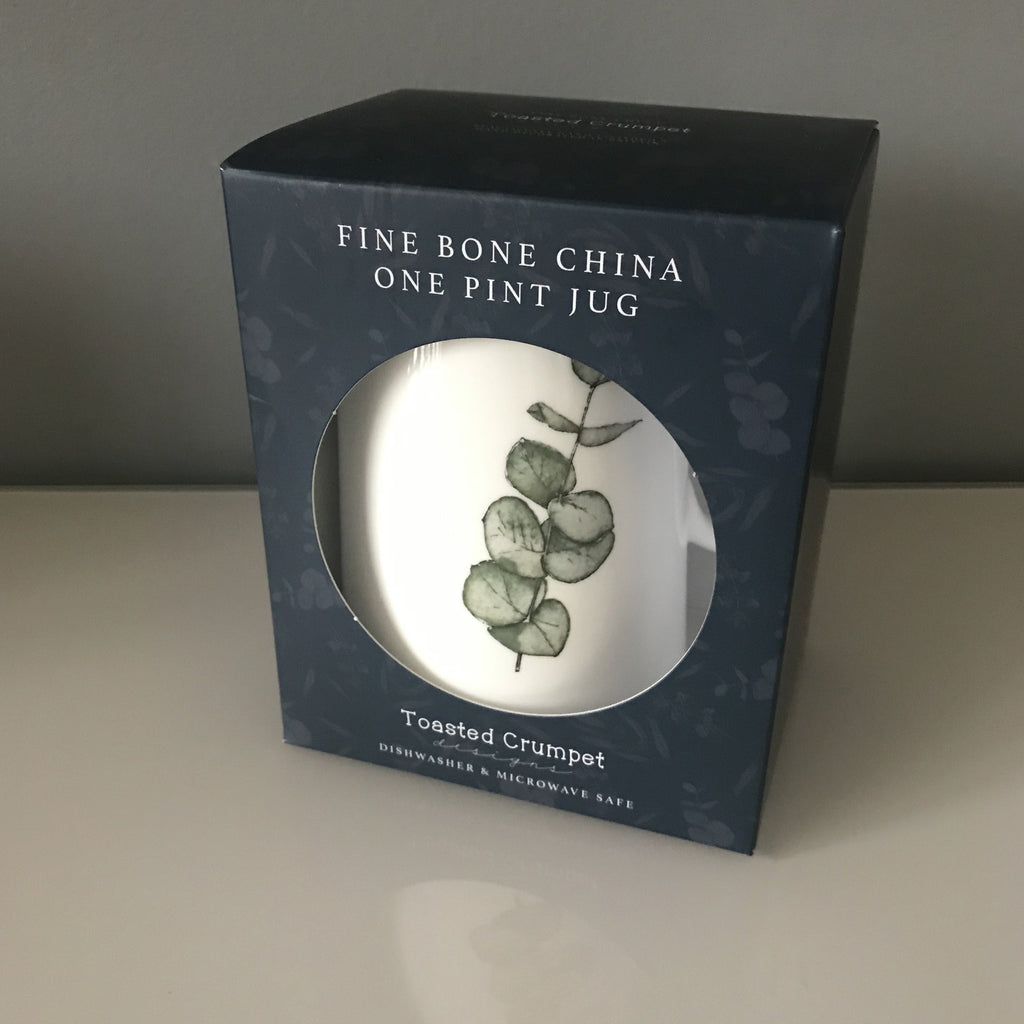 Toasted Crumpet
FINE BONE CHINA
ONE PINT JUG
Toasted Crumpet
designs
DISHWASHER & MICROWAVE SAFE